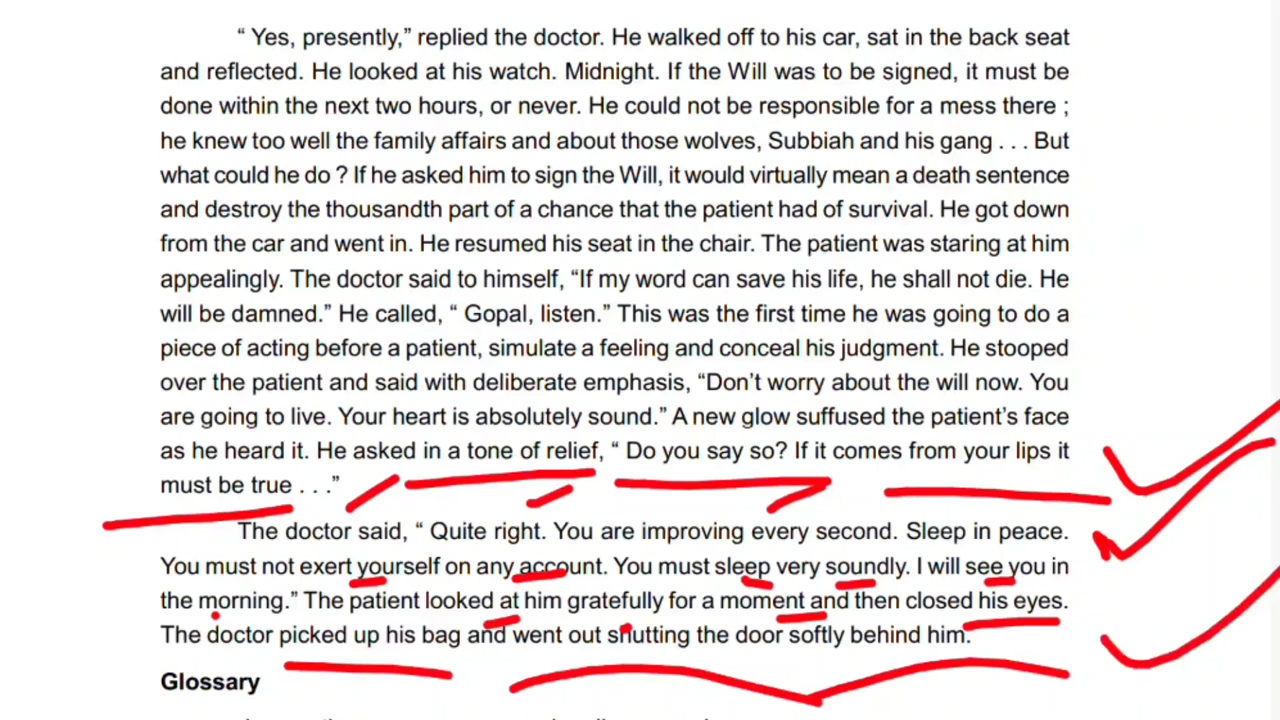 “ Yes, presently,” replied the doctor. He walked off to his car, sat in the back seat
and reflected. He looked at his watch. Midnight. If the Will was to be signed, it must be
done within the next two hours, or never. He could not be responsible for a mess there ;
he knew too well the family affairs and about those wolves, Subbiah and his gang . . . But
what could he do ? If he asked him to sign the Will, it would virtually mean a death sentence
and destroy the thousandth part of a chance that the patient had of survival. He got down
from the car and went in. He resumed his seat in the chair. The patient was staring at him
appealingly. The doctor said to himself, “If my word can save his life, he shall not die. He
will be damned.” He called, “ Gopal, listen.” This was the first time he was going to do a
piece of acting before a patient, simulate a feeling and conceal his judgment. He stooped
over the patient and said with deliberate emphasis, “Don’t worry about the will now. You
are going to live. Your heart is absolutely sound.” A new glow suffused the patient’s face
as he heard it. He asked in a tone of relief, “ Do you say so? If it comes from your lips it
must be true . . .”
The doctor said, “ Quite right. You are improving every second. Sleep in peace.
You must not exert yourself on any account. You must sleep very soundly. I will see you in
the morning.” The patient looked at him gratefully for a moment and then closed his eyes.
The doctor picked up his bag and went out shutting the door softly behind him.
Glossary